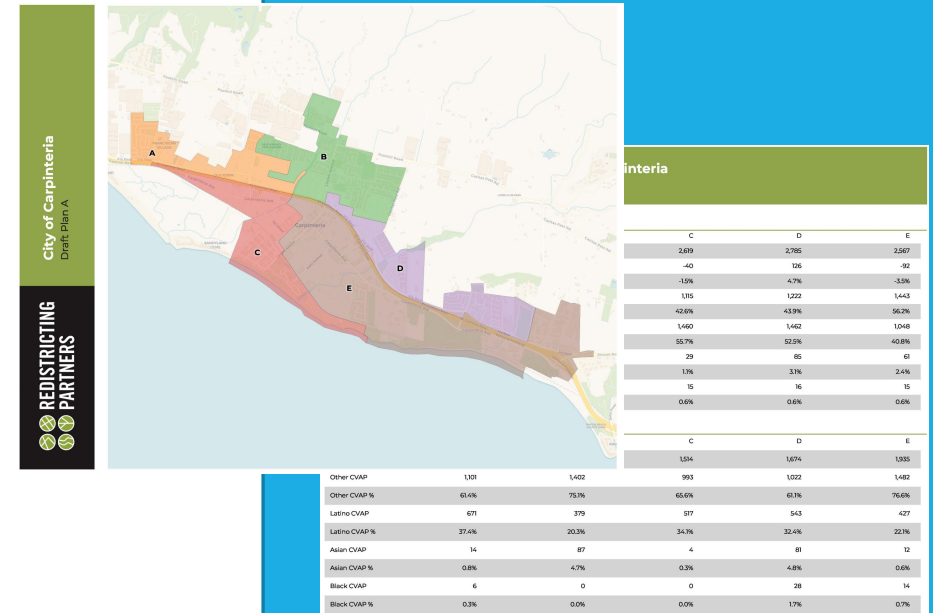 City of Carpinteria
Draft Plan A
REDISTRICTING
PARTNERS
A
B
C
D
E
Carpinteria
interia
C D E
2,619 2,785 2,567
-40 126 -92
-1.5% 4.7% -3.5%
1,115 1,222 1,443
42.6% 43.9% 56.2%
1,460 1,462 1,048
55.7% 52.5% 40.8%
29 85 61
1.1% 3.1% 2.4%
15 16 15
0.6% 0.6% 0.6%
C D E
1,514 1,674 1,935
Other CVAP 1,101 1,402 993 1,022 1,482
Other CVAP % 61.4% 75.1% 65.6% 61.1% 76.6%
Latino CVAP 671 379 517 543 427
Latino CVAP % 37.4% 20.3% 34.1% 32.4% 22.1%
Asian CVAP 14 87 4 81 12
Asian CVAP % 0.8% 4.7% 0.3% 4.8% 0.6%
Black CVAP 6 0 0 28 14
Black CVAP % 0.3% 0.0% 0.0% 1.7% 0.7%